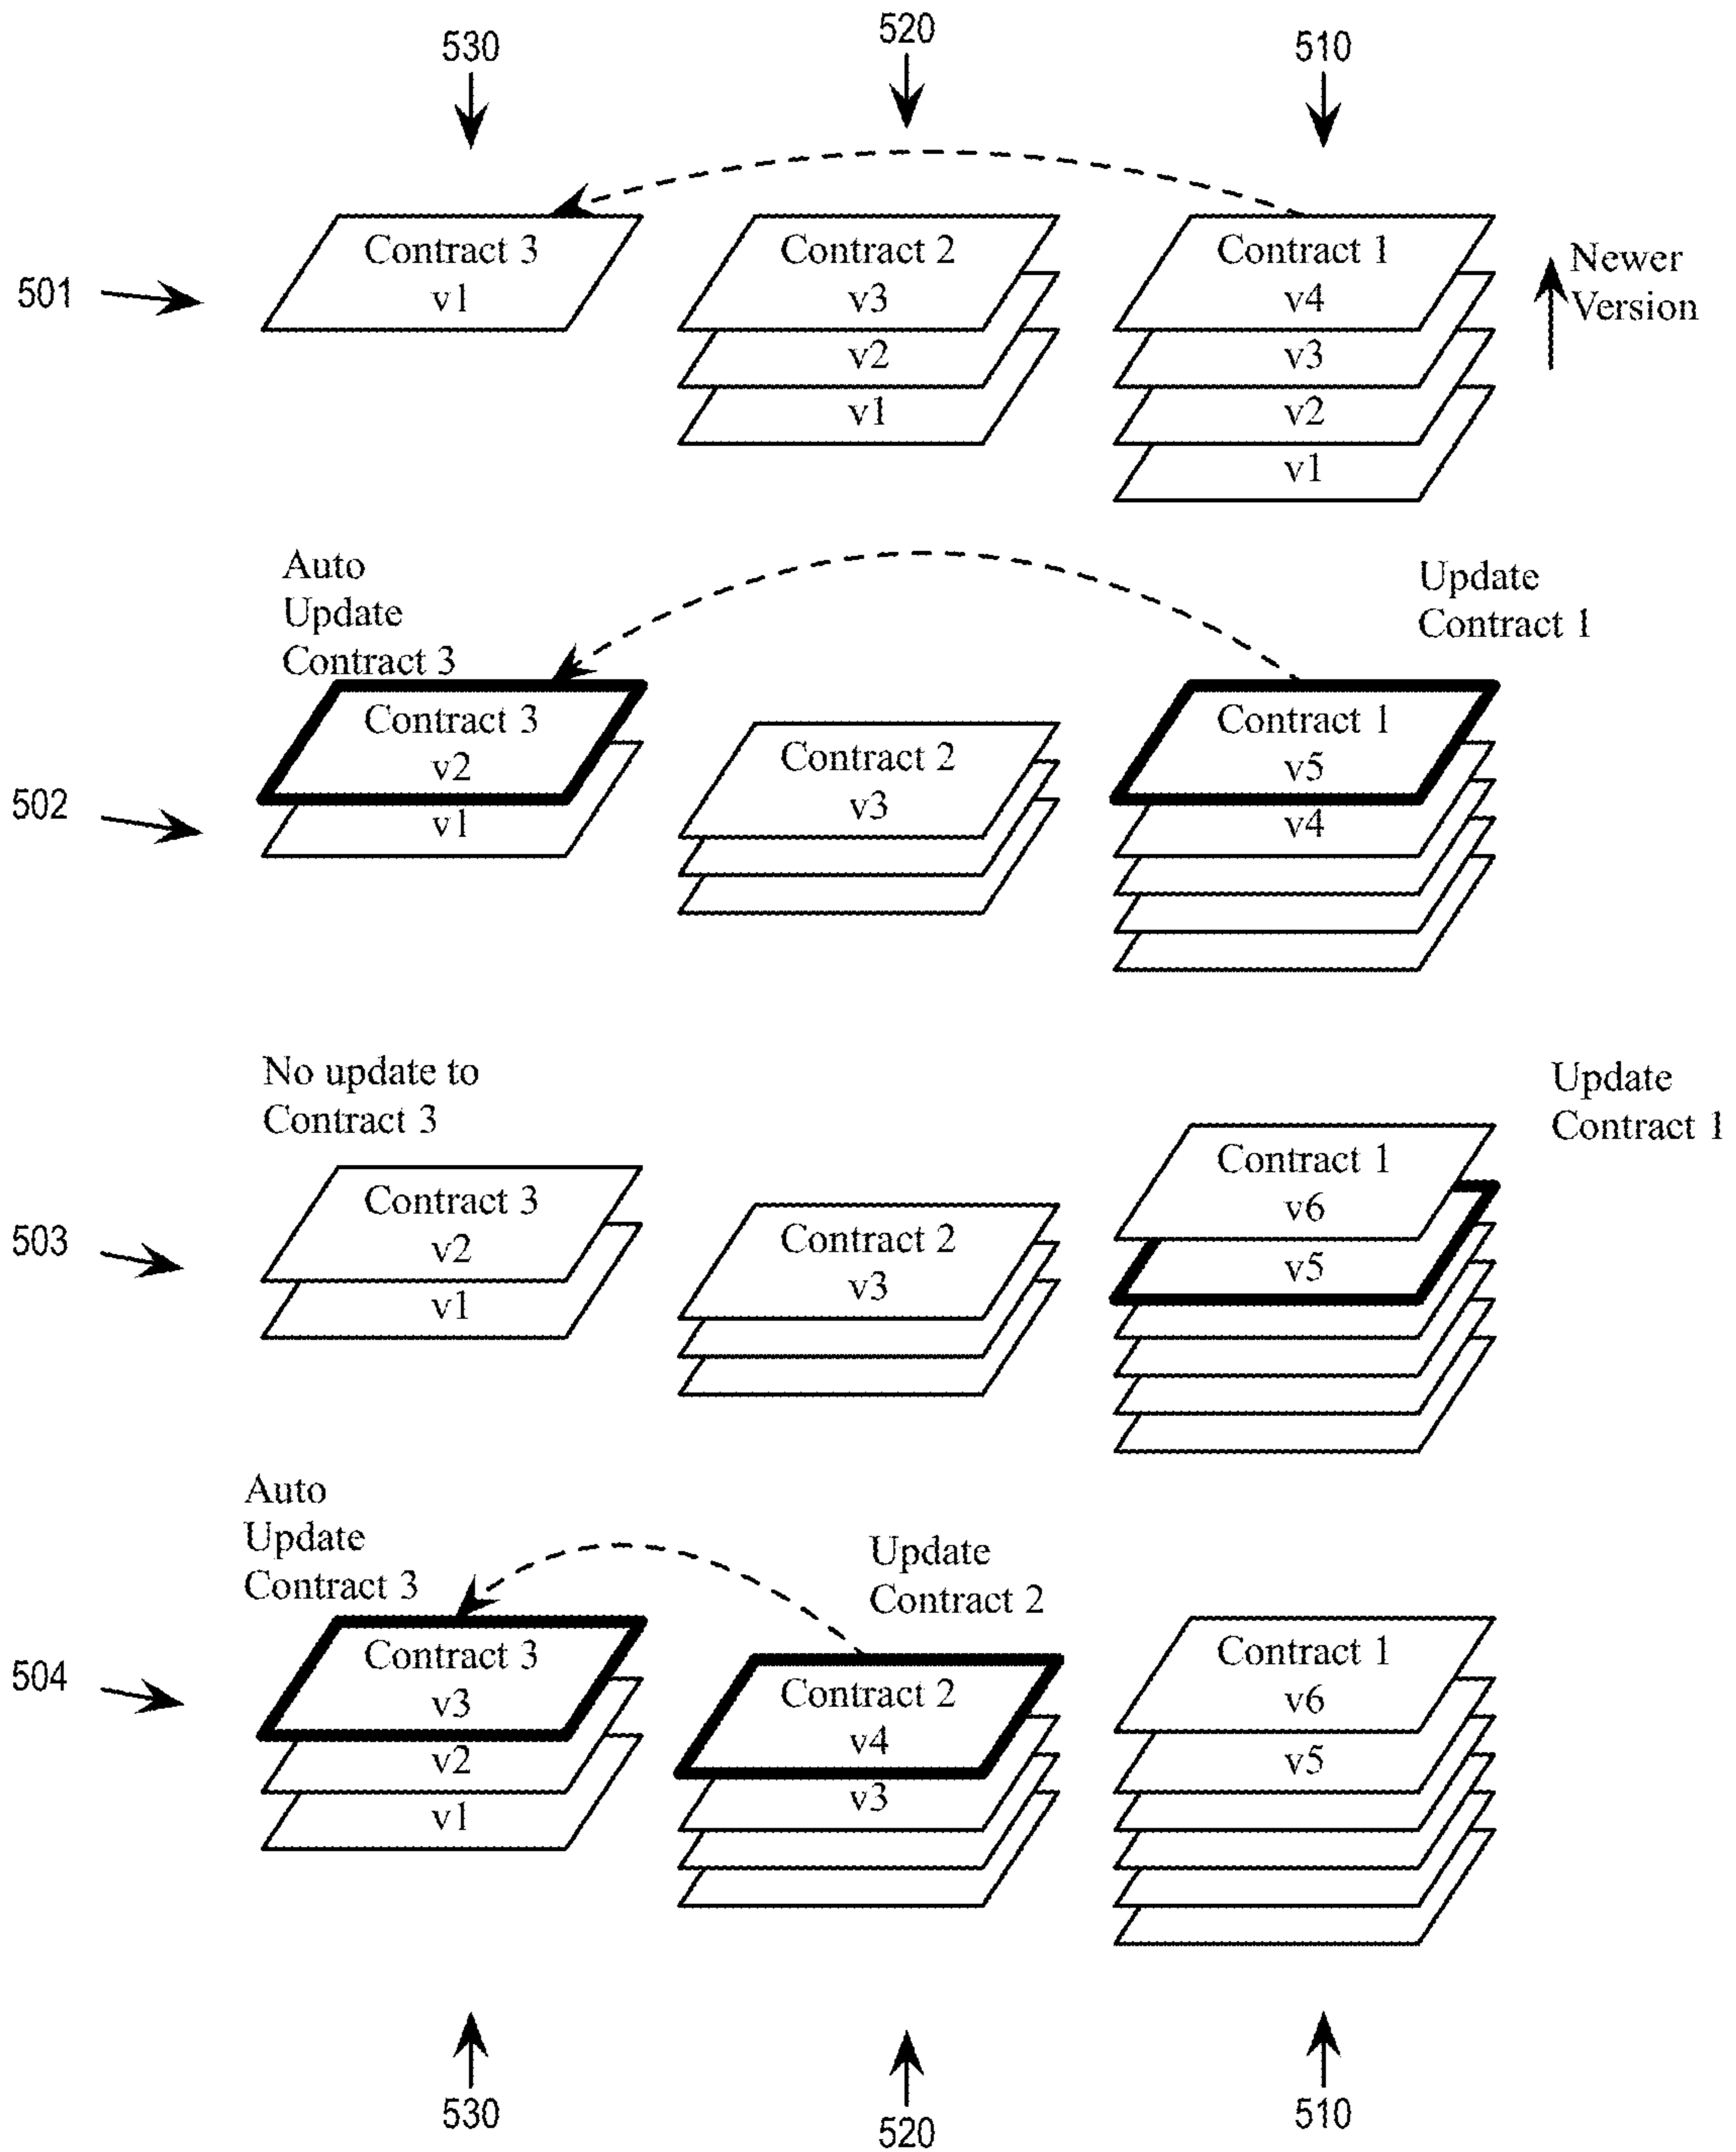 530
520
510
Contract 3
v1
Contract 2
v3
v2
v1
Contract 1
v4
v3
v2
v1
Newer
Version
501
Auto
Update
Contract 3
Update
Contract 1
Contract 3
v2
v1
Contract 2
v3
Contract 1
v5
v4
502
No update to
Contract 3
Update
Contract 1
Contract 3
v2
v1
Contract 2
v3
Contract 1
v6
v5
503
Auto
Update
Contract 3
Update
Contract 2
Contract 3
v3
v2
v1
Contract 2
v4
v3
Contract 1
v6
v5
504
530
520
510